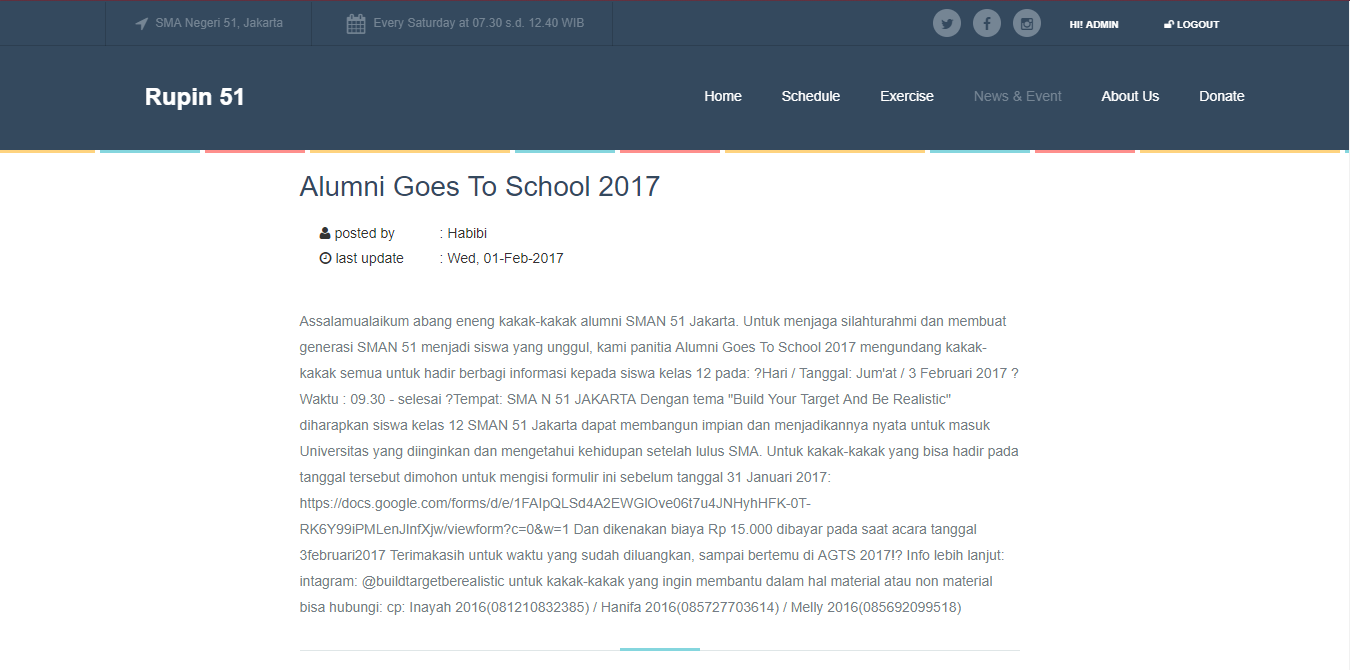 SMA Negeri 51, Jakarta
Every Saturday at 07.30 s.d. 12.40 WIB
HI! ADMIN
LOGOUT
Rupin 51
Home
Schedule
Exercise
News & Event
About Us
Donate
Alumni Goes To School 2017
posted by : Habibi
last update : Wed, 01-Feb-2017
Assalamualaikum abang eneng kakak-kakak alumni SMAN 51 Jakarta. Untuk menjaga silahturahmi dan membuat
generasi SMAN 51 menjadi siswa yang unggul, kami panitia Alumni Goes To School 2017 mengundang kakak-
kakak semua untuk hadir berbagi informasi kepada siswa kelas 12 pada: ?Hari / Tanggal: Jum'at / 3 Februari 2017 ?
Waktu : 09.30 - selesai ?Tempat: SMA N 51 JAKARTA Dengan tema "Build Your Target And Be Realistic"
diharapkan siswa kelas 12 SMAN 51 Jakarta dapat membangun impian dan menjadikannya nyata untuk masuk
Universitas yang diinginkan dan mengetahui kehidupan setelah lulus SMA. Untuk kakak-kakak yang bisa hadir pada
tanggal tersebut dimohon untuk mengisi formulir ini sebelum tanggal 31 Januari 2017:
https://docs.google.com/forms/d/e/1FAIpQLSd4A2EWGlOve06t7u4JNHyhHFK-0T-
RK6Y99iPMLenJInfXjw/viewform?c=0&w=1 Dan dikenakan biaya Rp 15.000 dibayar pada saat acara tanggal
3februari2017 Terimakasih untuk waktu yang sudah diluangkan, sampai bertemu di AGTS 2017!? Info lebih lanjut:
intagram: @buildtargetberealistic untuk kakak-kakak yang ingin membantu dalam hal material atau non material
bisa hubungi: cp: Inayah 2016(081210832385) / Hanifa 2016(085727703614) / Melly 2016(085692099518)